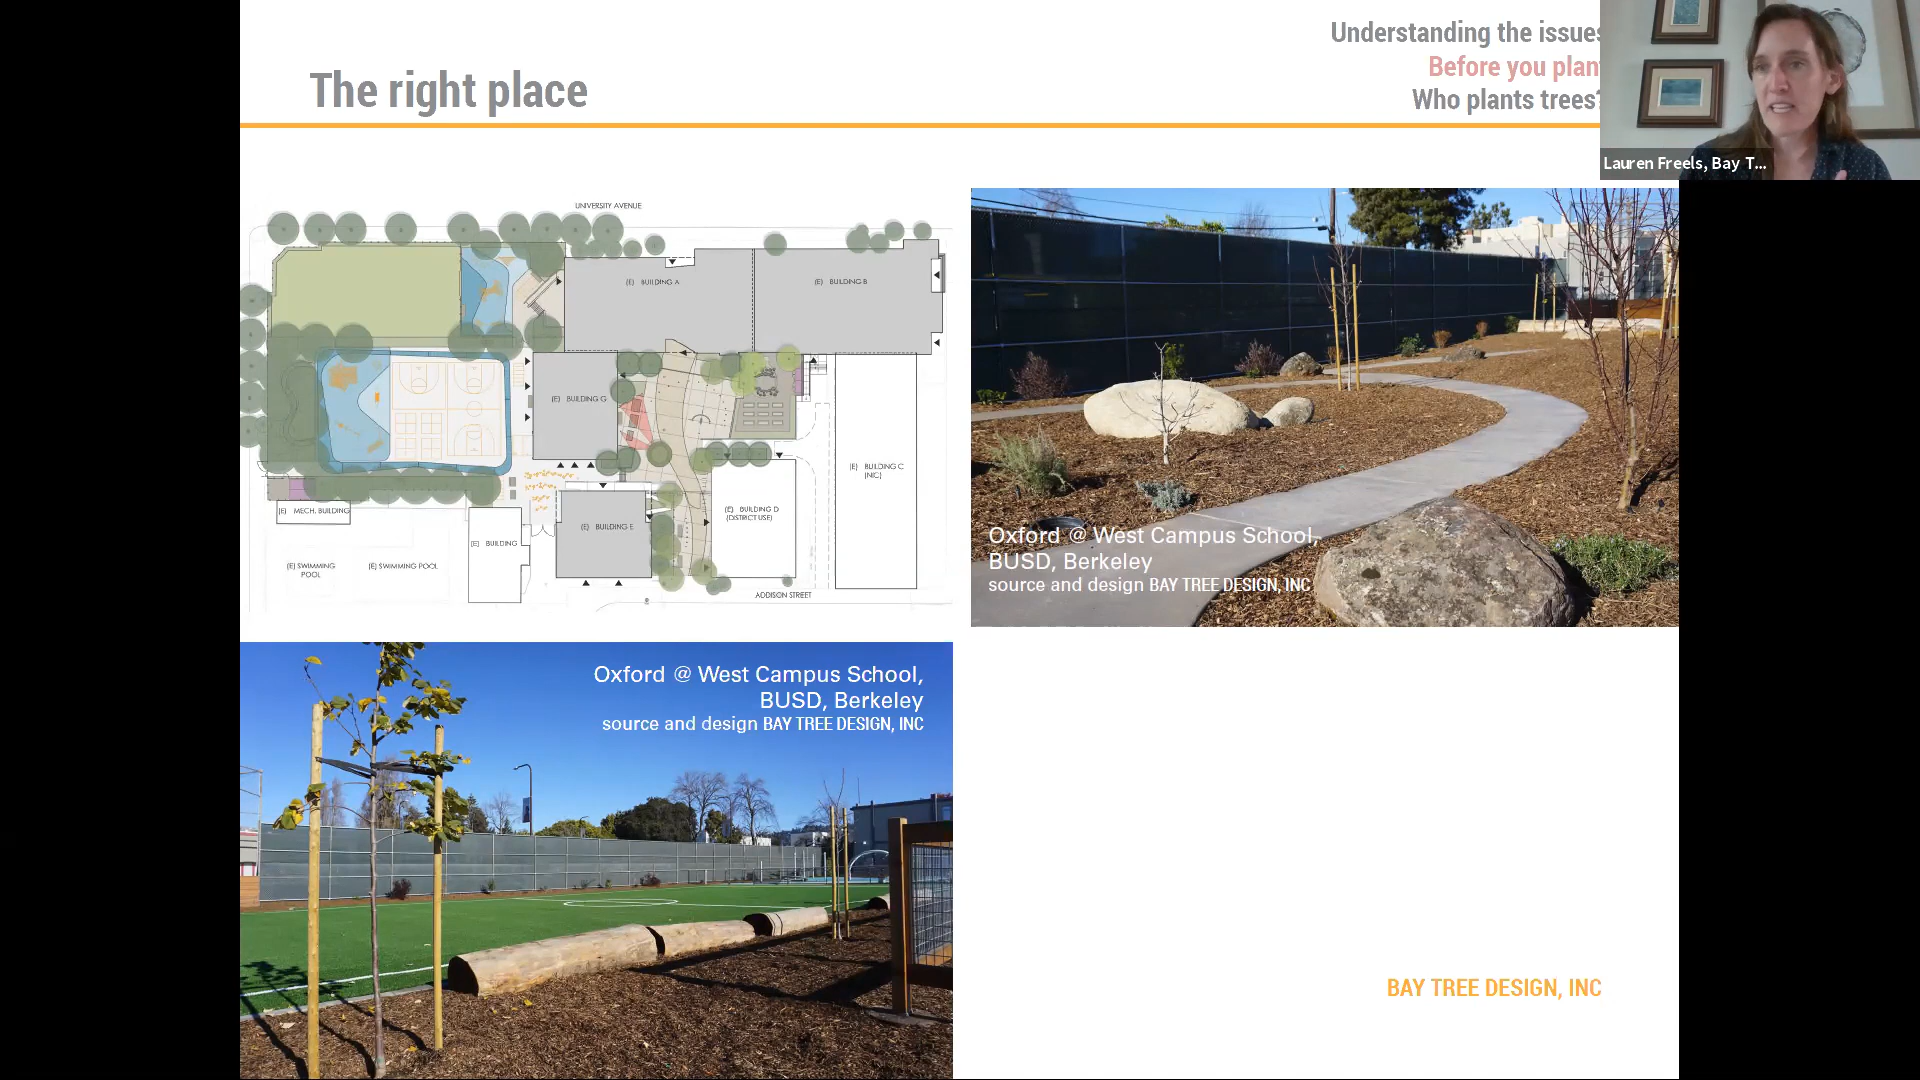 Understanding the issues
Before you plant
Who plants trees?
The right place
Lauren Freels, Bay T...
UNIVERSITY AVENUE
(E) BUILDING A
(E) BUILDING B
(E) BUILDING G
(E) BUILDING C
(NIC)
(E) MECH. BUILDING
(E) BUILDING
(E) BUILDING E
(E) BUILDING D
(DISTRICT USE)
(E) SWIMMING
POOL
(E) SWIMMING POOL
ADDISON STREET
Oxford @ West Campus School,
BUSD, Berkeley
source and design BAY TREE DESIGN, INC
Oxford @ West Campus School,
BUSD, Berkeley
source and design BAY TREE DESIGN, INC
BAY TREE DESIGN, INC